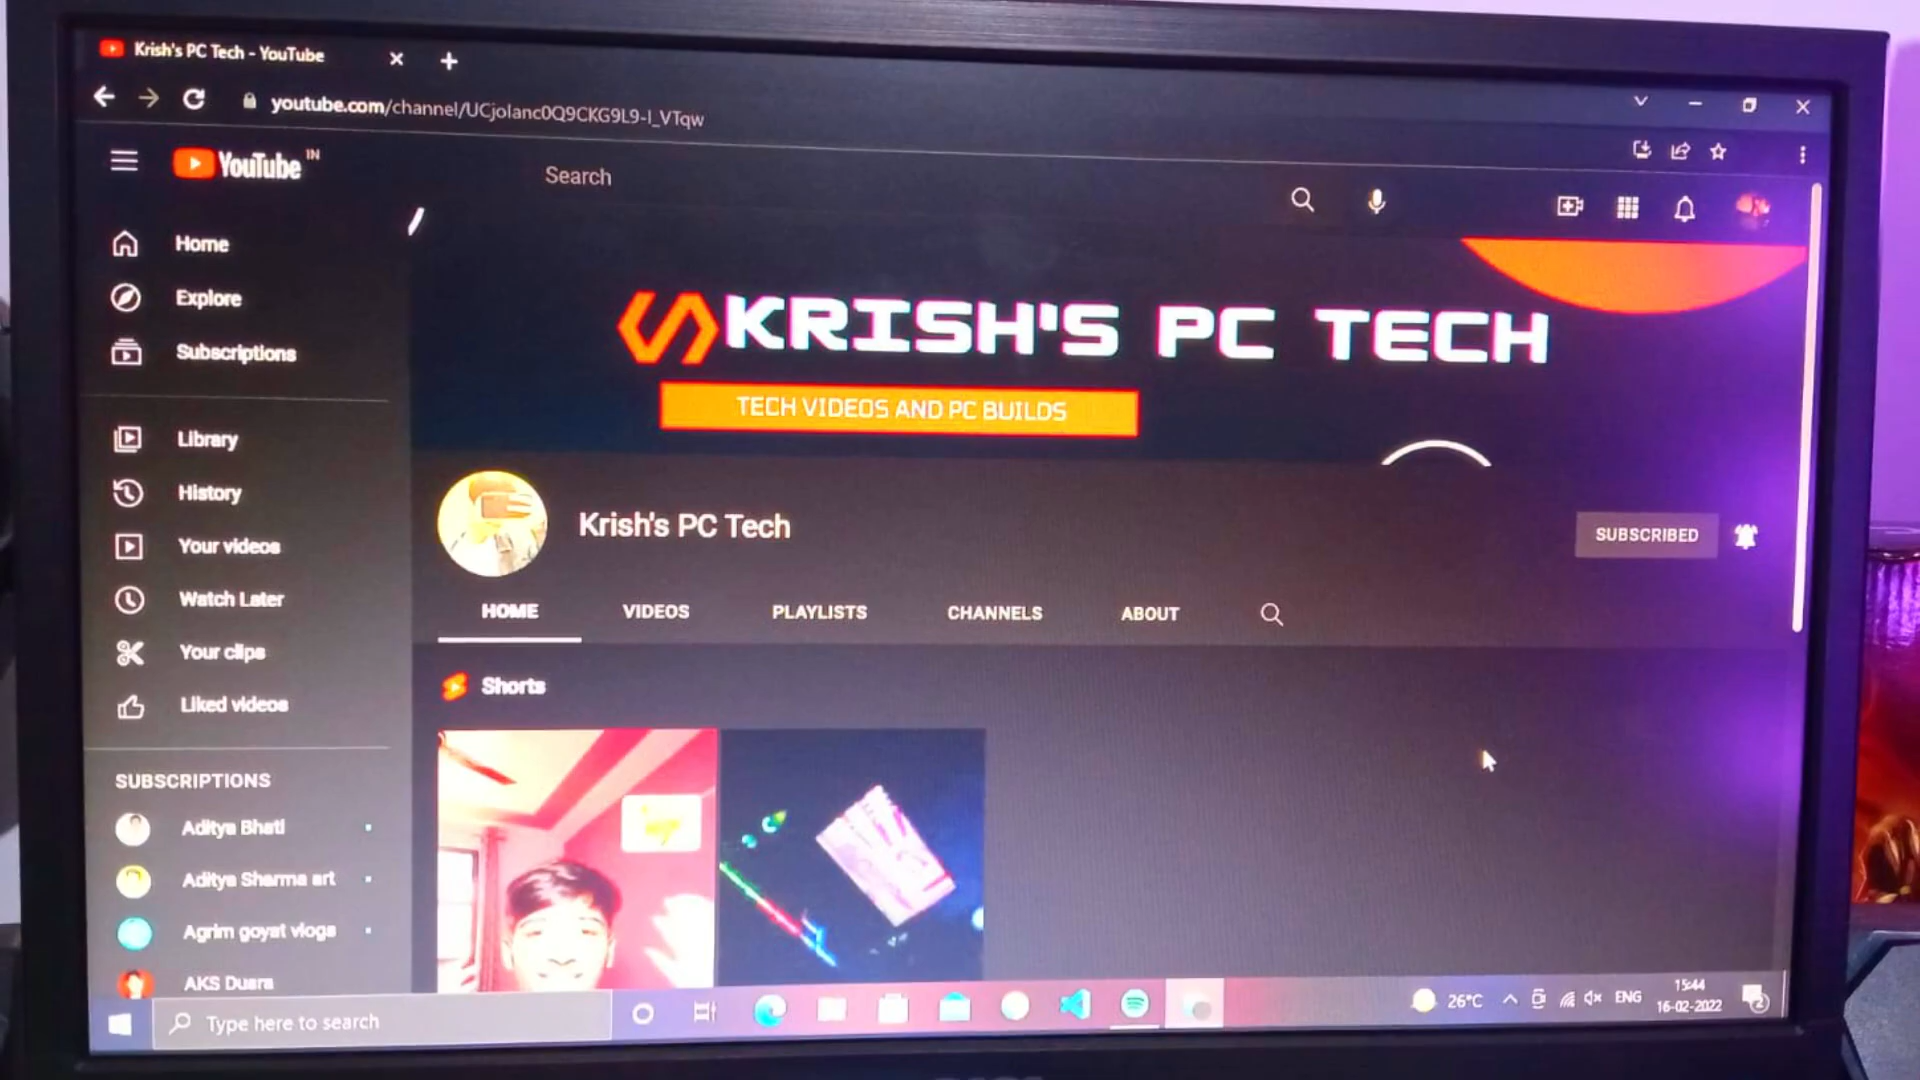 Krish's PC Tech - YouTube
youtube.com/channel/UCjolanc0Q9CKG9L9-I_VTqw
YouTube IN
Search
Home
Explore
Subscriptions
KRISH'S PC TECH
TECH VIDEOS AND PC BUILDS
Library
History
Your videos
Watch Later
Your clips
Liked videos
Krish's PC Tech
SUBSCRIBED
HOME VIDEOS PLAYLISTS CHANNELS ABOUT
Shorts
SUBSCRIPTIONS
Aditya Bhati
Aditya Sharma art
Agrim goyat vlogs
AKS Duara
Type here to search
26°C
ENG
15:44
16-02-2022
2